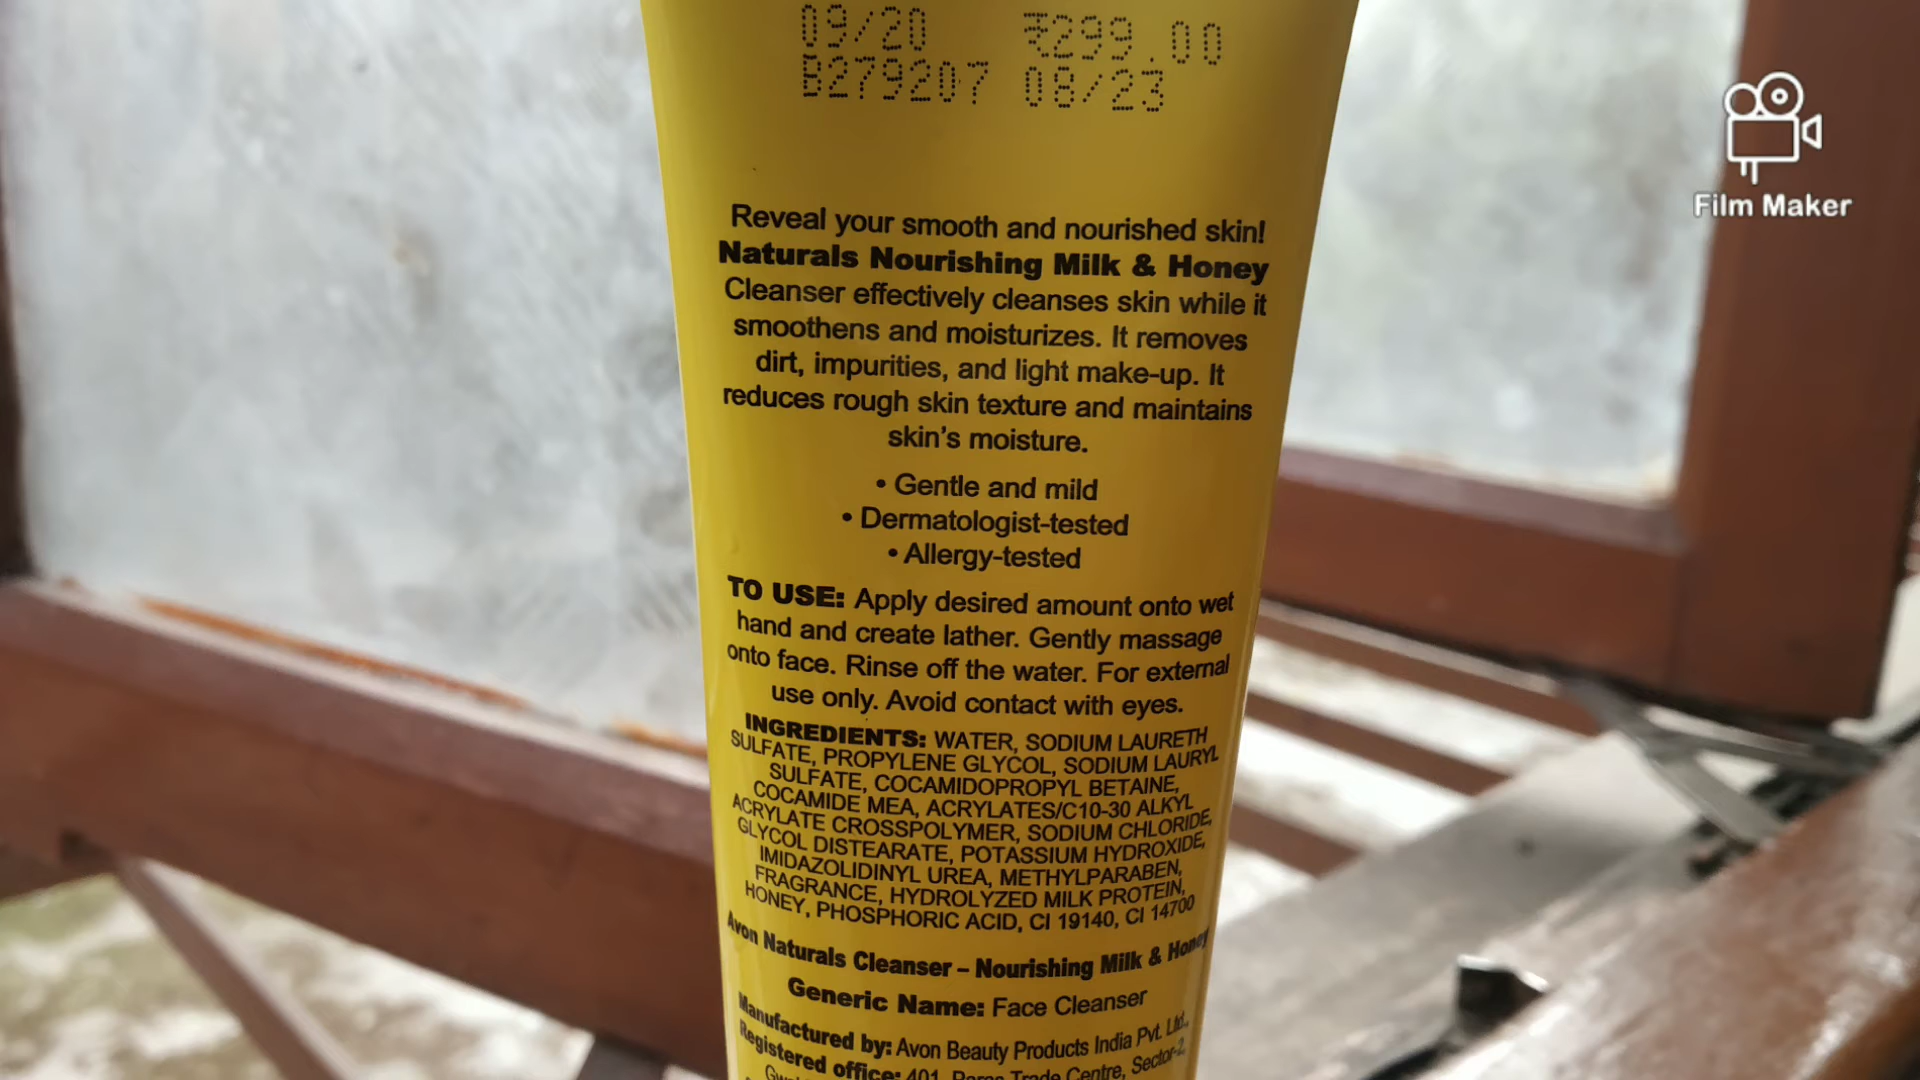 09/20 ₹299.00
B279207 08/23
Film Maker
Reveal your smooth and nourished skin!
Naturals Nourishing Milk & Honey
Cleanser effectively cleanses skin while it
smoothens and moisturizes. It removes
dirt, impurities, and light make-up. It
reduces rough skin texture and maintains
skin's moisture.
• Gentle and mild
• Dermatologist-tested
• Allergy-tested
TO USE: Apply desired amount onto wet
hand and create lather. Gently massage
onto face. Rinse off the water. For external
use only. Avoid contact with eyes.
INGREDIENTS: WATER, SODIUM LAURETH
SULFATE, PROPYLENE GLYCOL, SODIUM LAURYL
SULFATE, COCAMIDOPROPYL BETAINE,
COCAMIDE MEA, ACRYLATES/C10-30 ALKYL
ACRYLATE CROSSPOLYMER, SODIUM CHLORIDE,
GLYCOL DISTEARATE, POTASSIUM HYDROXIDE,
IMIDAZOLIDINYL UREA, METHYLPARABEN,
FRAGRANCE, HYDROLYZED MILK PROTEIN,
HONEY, PHOSPHORIC ACID, CI 19140, CI 14700
Avon Naturals Cleanser – Nourishing Milk & Honey
Generic Name: Face Cleanser
Manufactured by: Avon Beauty Products India Pvt. Ltd.,
Registered office: 401, Trade Centre, Sector-2,